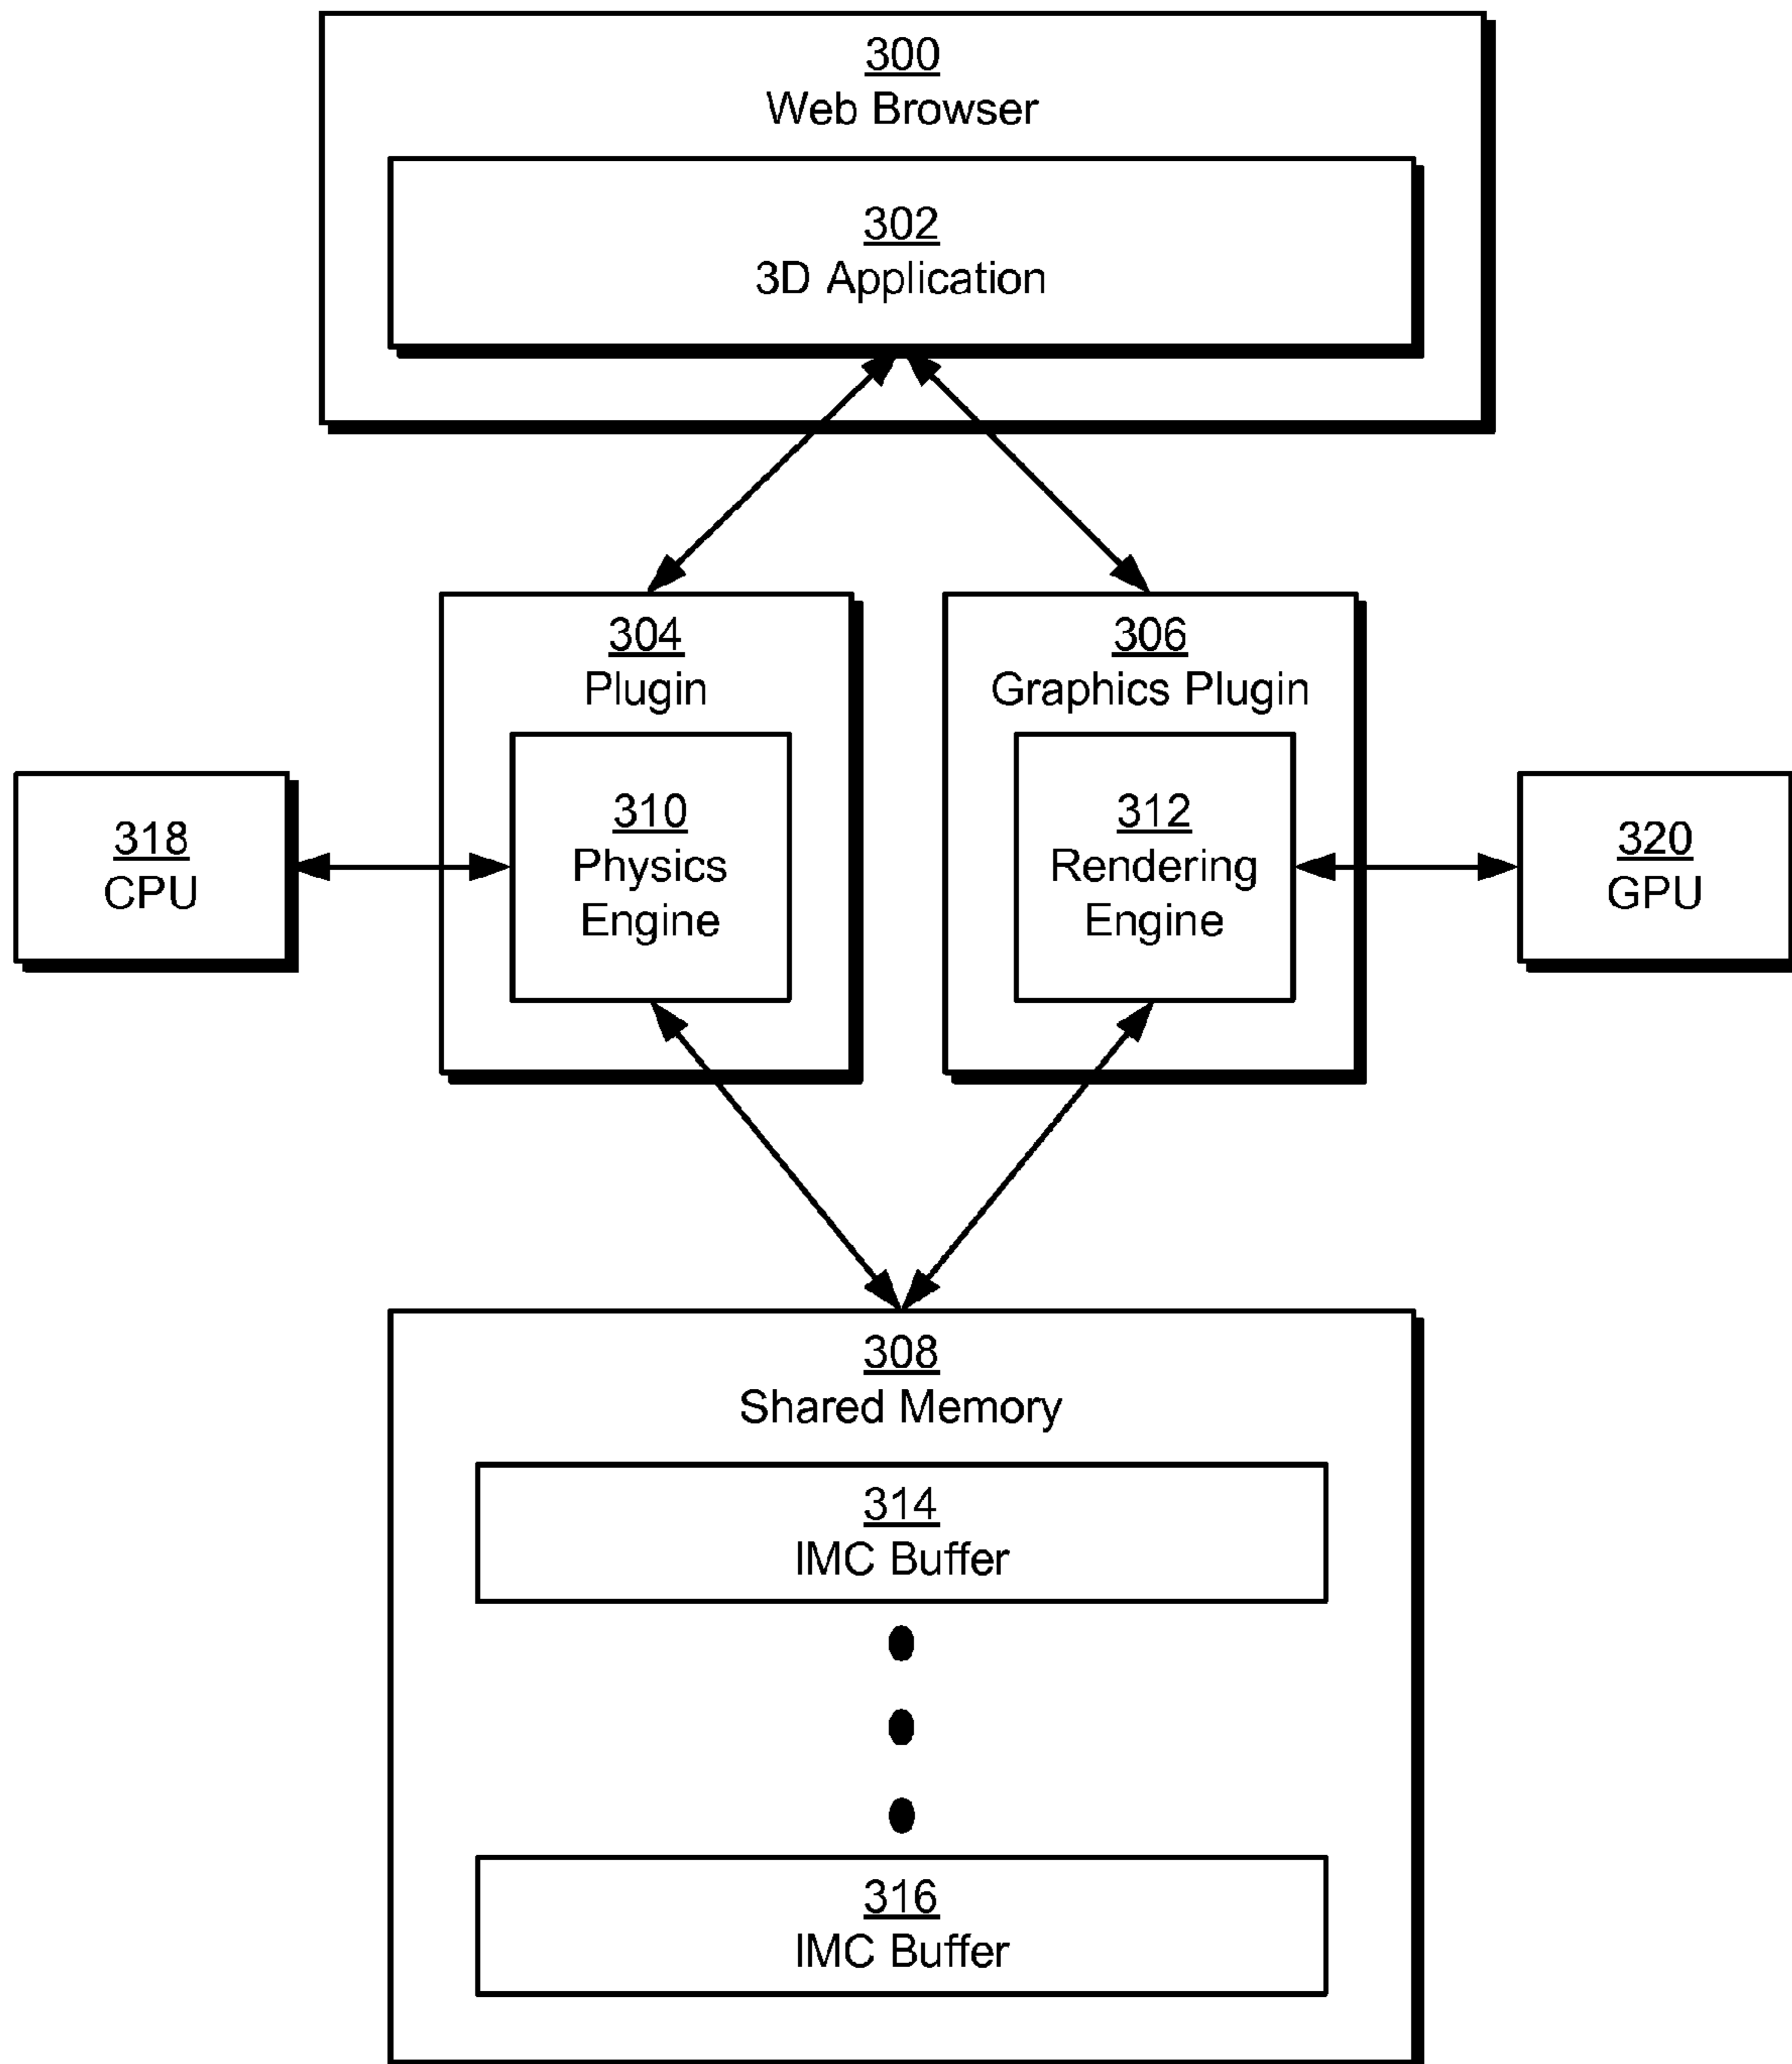 300
Web Browser
302
3D Application
304
Plugin
306
Graphics Plugin
318
CPU
310
Physics
Engine
312
Rendering
Engine
320
GPU
308
Shared Memory
314
IMC Buffer
316
IMC Buffer